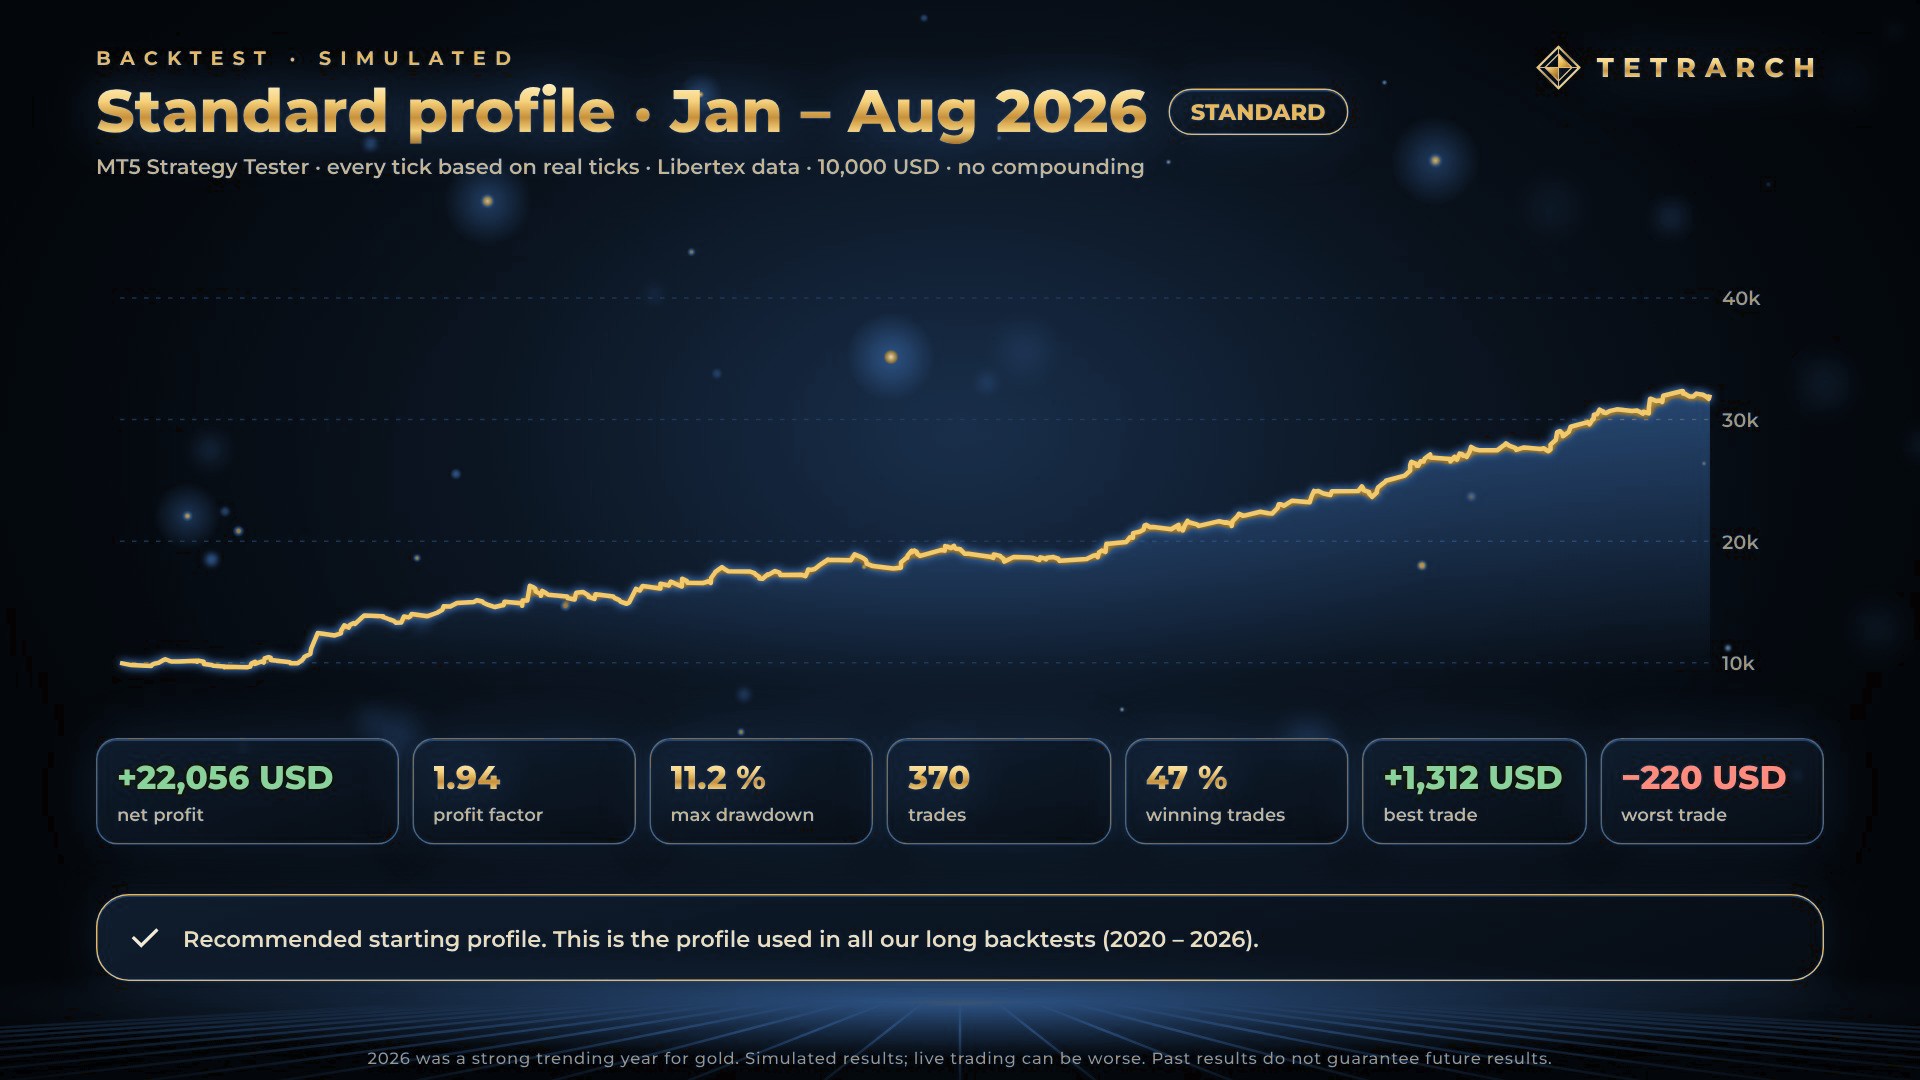 BACKTEST · SIMULATED
TETRARCH
Standard profile · Jan – Aug 2026
STANDARD
MT5 Strategy Tester · every tick based on real ticks · Libertex data · 10,000 USD · no compounding
40k
30k
20k
10k
+22,056 USD
net profit
1.94
profit factor
11.2 %
max drawdown
370
trades
47 %
winning trades
+1,312 USD
best trade
−220 USD
worst trade
Recommended starting profile. This is the profile used in all our long backtests (2020 – 2026).
2026 was a strong trending year for gold. Simulated results; live trading can be worse. Past results do not guarantee future results.